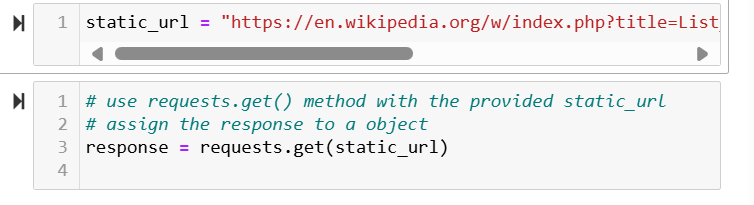 1 static_url = "https://en.wikipedia.org/w/index.php?title=List_
1 # use requests.get() method with the provided static_url
2 # assign the response to a object
3 response = requests.get(static_url)
4